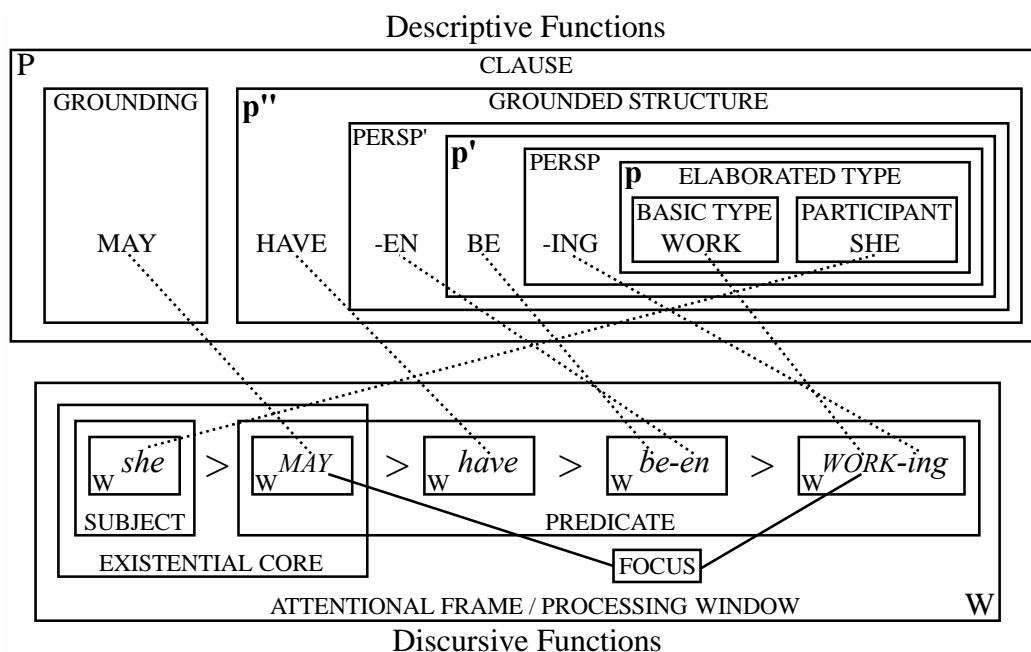 Descriptive Functions
P CLAUSE
GROUNDING p'' GROUNDED STRUCTURE
PERSP' p' PERSP p ELABORATED TYPE
BASIC TYPE PARTICIPANT
MAY HAVE -EN BE -ING WORK SHE
she > MAY > have > be-en > WORK-ing
W W W W W
SUBJECT PREDICATE
EXISTENTIAL CORE FOCUS
ATTENTIONAL FRAME / PROCESSING WINDOW W
Discursive Functions